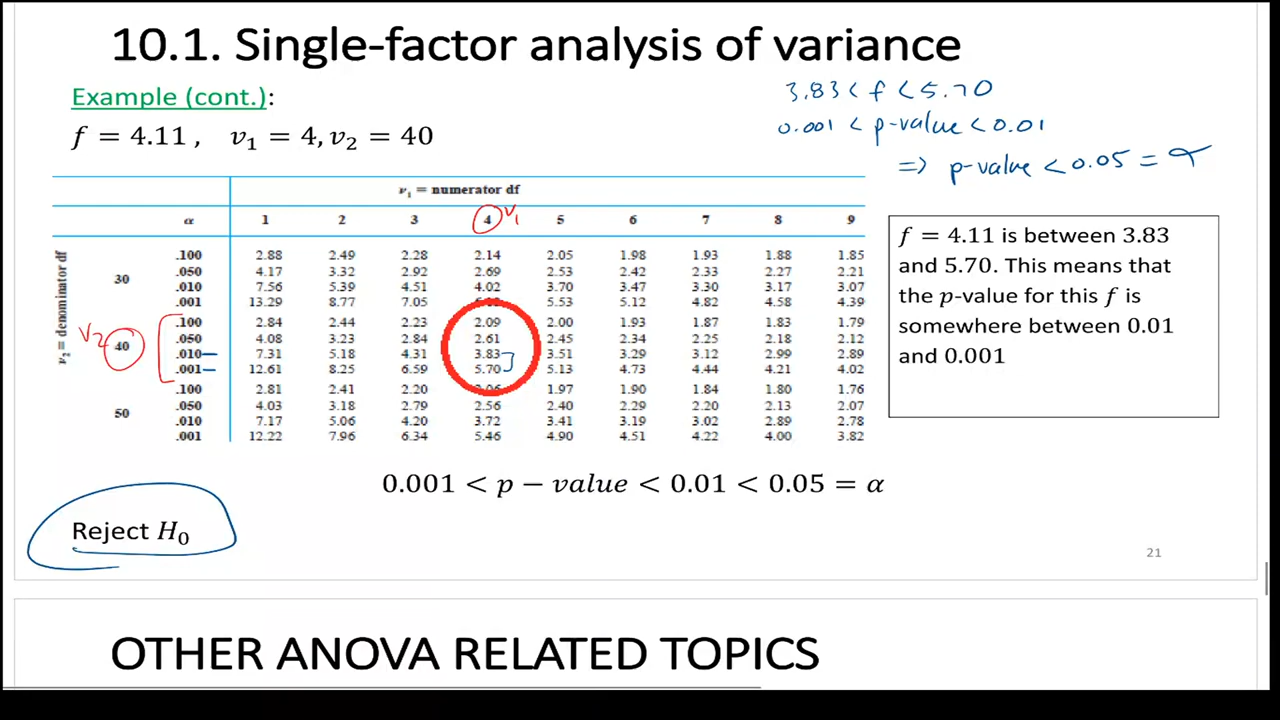 10.1. Single-factor analysis of variance
Example (cont.):
f = 4.11 , v₁ = 4, v₂ = 40
3.83 < f < 5.70
0.001 < p-value < 0.01
=> p-value < 0.05 = α
ν₁ = numerator df
α 1 2 3 4 v₁ 5 6 7 8 9
ν₂ = denominator df
30
.100 2.88 2.49 2.28 2.14 2.05 1.98 1.93 1.88 1.85
.050 4.17 3.32 2.92 2.69 2.53 2.42 2.33 2.27 2.21
.010 7.56 5.39 4.51 4.02 3.70 3.47 3.30 3.17 3.07
.001 13.29 8.77 7.05 5.53 5.12 4.82 4.58 4.39
v₂ 40
.100 2.84 2.44 2.23 2.09 2.00 1.93 1.87 1.83 1.79
.050 4.08 3.23 2.84 2.61 2.45 2.34 2.25 2.18 2.12
.010 7.31 5.18 4.31 3.83 3.51 3.29 3.12 2.99 2.89
.001 12.61 8.25 6.59 5.70 5.13 4.73 4.44 4.21 4.02
50
.100 2.81 2.41 2.20 2.06 1.97 1.90 1.84 1.80 1.76
.050 4.03 3.18 2.79 2.56 2.40 2.29 2.20 2.13 2.07
.010 7.17 5.06 4.20 3.72 3.41 3.19 3.02 2.89 2.78
.001 12.22 7.96 6.34 5.46 4.90 4.51 4.22 4.00 3.82
f = 4.11 is between 3.83
and 5.70. This means that
the p-value for this f is
somewhere between 0.01
and 0.001
0.001 < p − value < 0.01 < 0.05 = α
Reject H₀
21
OTHER ANOVA RELATED TOPICS